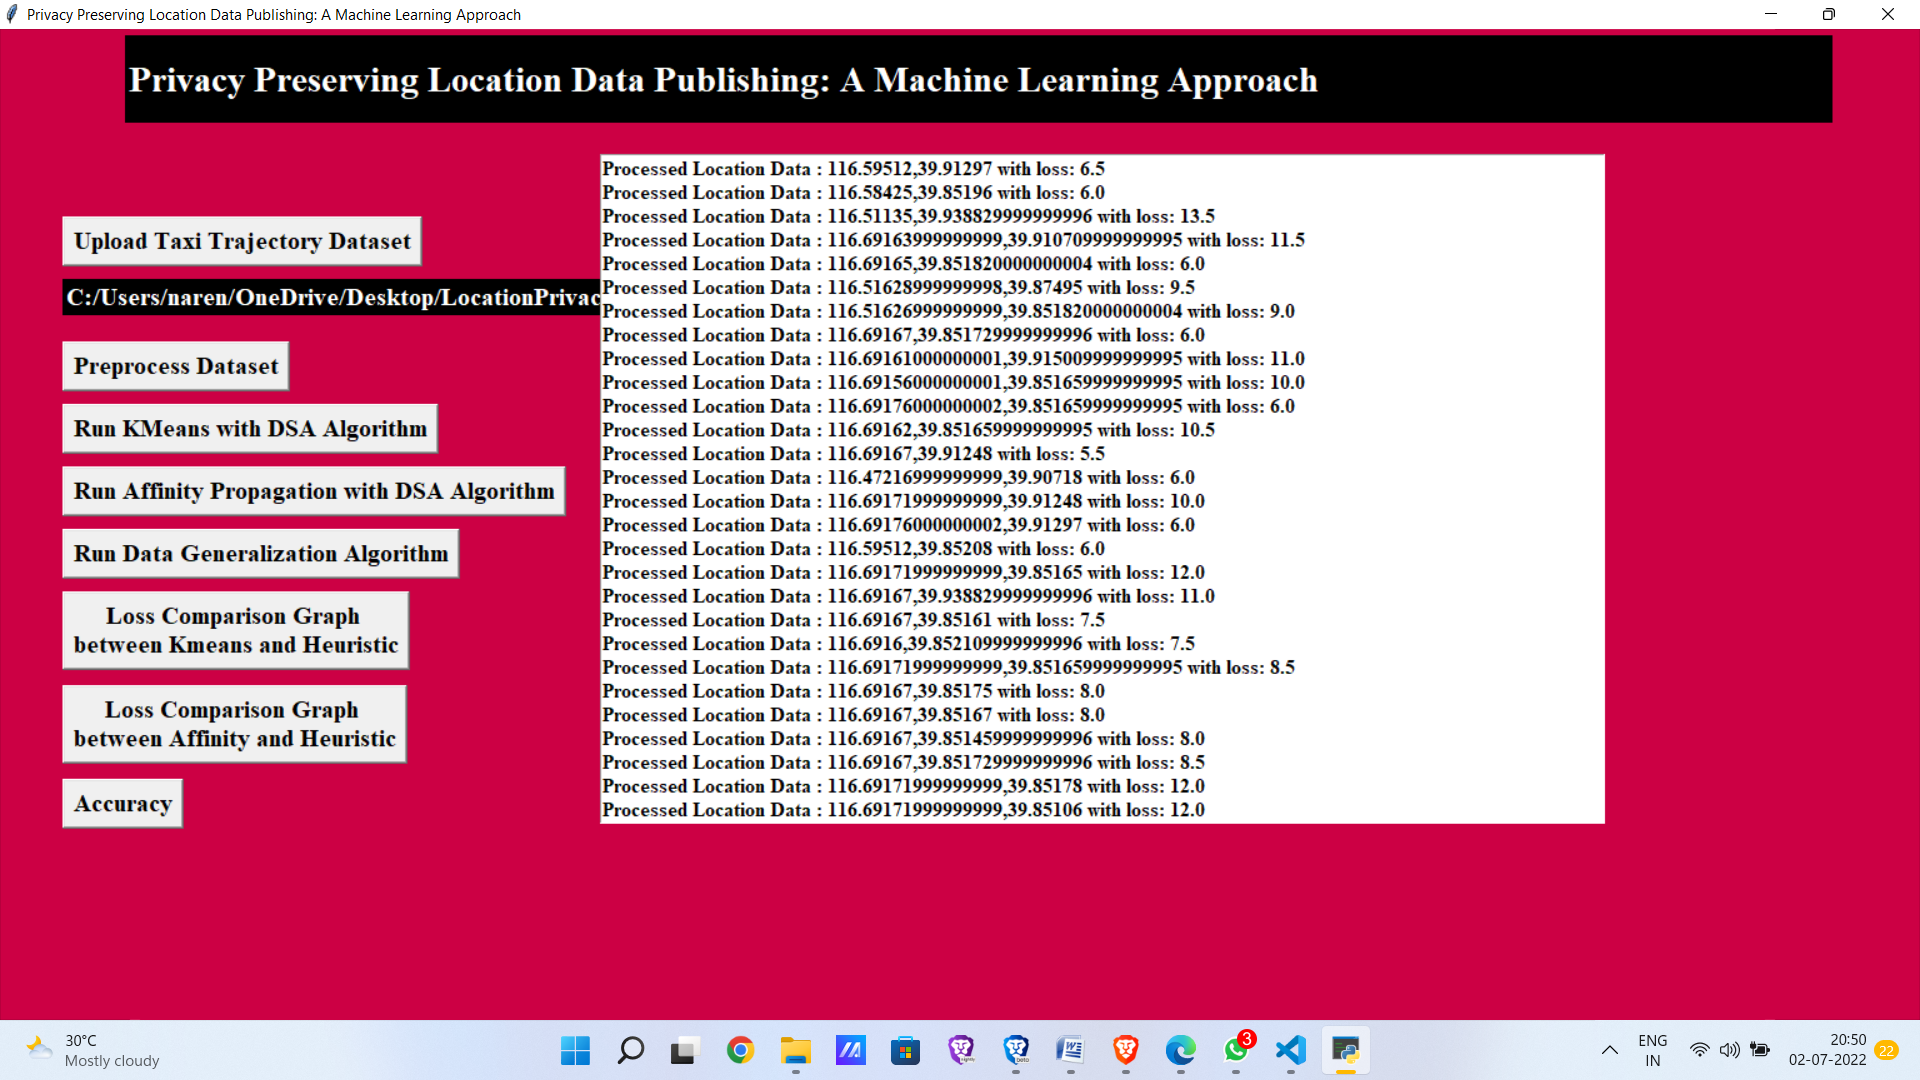 Privacy Preserving Location Data Publishing: A Machine Learning Approach
Privacy Preserving Location Data Publishing: A Machine Learning Approach
Upload Taxi Trajectory Dataset
C:/Users/naren/OneDrive/Desktop/LocationPrivac
Preprocess Dataset
Run KMeans with DSA Algorithm
Run Affinity Propagation with DSA Algorithm
Run Data Generalization Algorithm
Loss Comparison Graph
between Kmeans and Heuristic
Loss Comparison Graph
between Affinity and Heuristic
Accuracy
Processed Location Data : 116.59512,39.91297 with loss: 6.5
Processed Location Data : 116.58425,39.85196 with loss: 6.0
Processed Location Data : 116.51135,39.938829999999996 with loss: 13.5
Processed Location Data : 116.69163999999999,39.910709999999995 with loss: 11.5
Processed Location Data : 116.69165,39.851820000000004 with loss: 6.0
Processed Location Data : 116.51628999999998,39.87495 with loss: 9.5
Processed Location Data : 116.51626999999999,39.851820000000004 with loss: 9.0
Processed Location Data : 116.69167,39.851729999999996 with loss: 6.0
Processed Location Data : 116.69161000000001,39.915009999999995 with loss: 11.0
Processed Location Data : 116.69156000000001,39.851659999999995 with loss: 10.0
Processed Location Data : 116.69176000000002,39.851659999999995 with loss: 6.0
Processed Location Data : 116.69162,39.851659999999995 with loss: 10.5
Processed Location Data : 116.69167,39.91248 with loss: 5.5
Processed Location Data : 116.47216999999999,39.90718 with loss: 6.0
Processed Location Data : 116.69171999999999,39.91248 with loss: 10.0
Processed Location Data : 116.69176000000002,39.91297 with loss: 6.0
Processed Location Data : 116.59512,39.85208 with loss: 6.0
Processed Location Data : 116.69171999999999,39.85165 with loss: 12.0
Processed Location Data : 116.69167,39.938829999999996 with loss: 11.0
Processed Location Data : 116.69167,39.85161 with loss: 7.5
Processed Location Data : 116.6916,39.852109999999996 with loss: 7.5
Processed Location Data : 116.69171999999999,39.851659999999995 with loss: 8.5
Processed Location Data : 116.69167,39.85175 with loss: 8.0
Processed Location Data : 116.69167,39.85167 with loss: 8.0
Processed Location Data : 116.69167,39.851459999999996 with loss: 8.0
Processed Location Data : 116.69167,39.851729999999996 with loss: 8.5
Processed Location Data : 116.69171999999999,39.85178 with loss: 12.0
Processed Location Data : 116.69171999999999,39.85106 with loss: 12.0
30°C
Mostly cloudy
beta
3
ENG
IN
20:50
02-07-2022
22